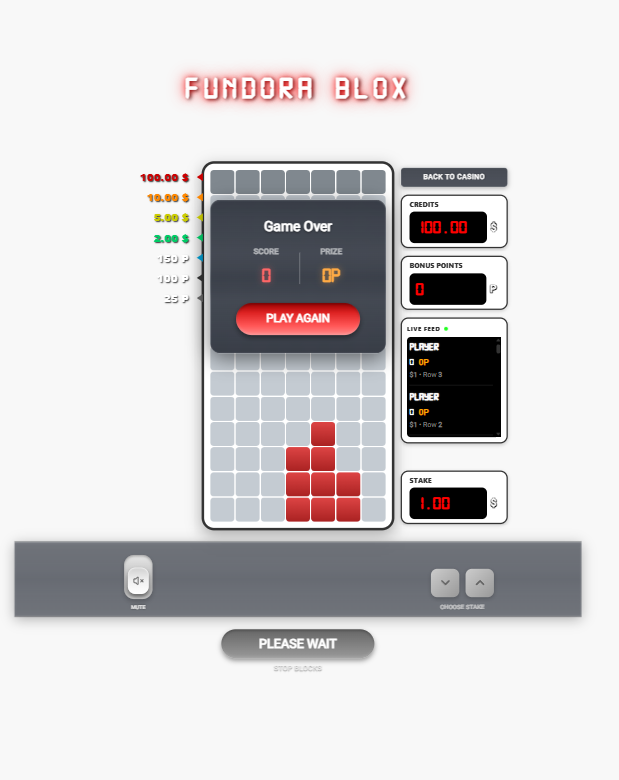 FUNDORA BLOX
100.00 $
10.00 $
5.00 $
2.00 $
150 P
100 P
25 P
Game Over
SCORE
PRIZE
0
0P
PLAY AGAIN
BACK TO CASINO
CREDITS
100.00 $
BONUS POINTS
0 P
LIVE FEED
PLAYER
0 0P
$1 - Row 3
PLAYER
0 0P
$1 - Row 2
STAKE
1.00 $
MUTE
CHOOSE STAKE
PLEASE WAIT
STOP BLOCKS